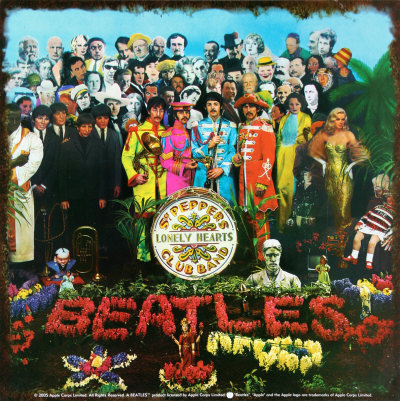 SGT. PEPPERS
LONELY HEARTS
CLUB BAND
BEATLES
© 2005 Apple Corps Limited. All Rights Reserved. A BEATLES™ product licensed by Apple Corps Limited. "Beatles", "Apple" and the Apple logo are trademarks of Apple Corps Limited.